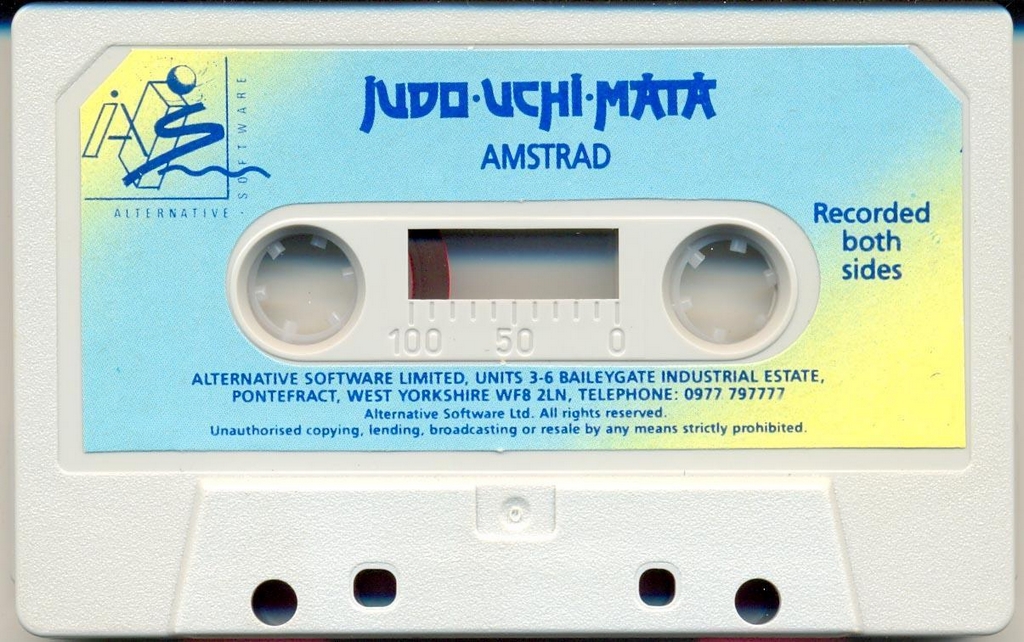 JUDO·UCHI·MATA
AMSTRAD
ALTERNATIVE · SOFTWARE
Recorded
both
sides
100 50 0
ALTERNATIVE SOFTWARE LIMITED, UNITS 3-6 BAILEYGATE INDUSTRIAL ESTATE,
PONTEFRACT, WEST YORKSHIRE WF8 2LN, TELEPHONE: 0977 797777
Alternative Software Ltd. All rights reserved.
Unauthorised copying, lending, broadcasting or resale by any means strictly prohibited.